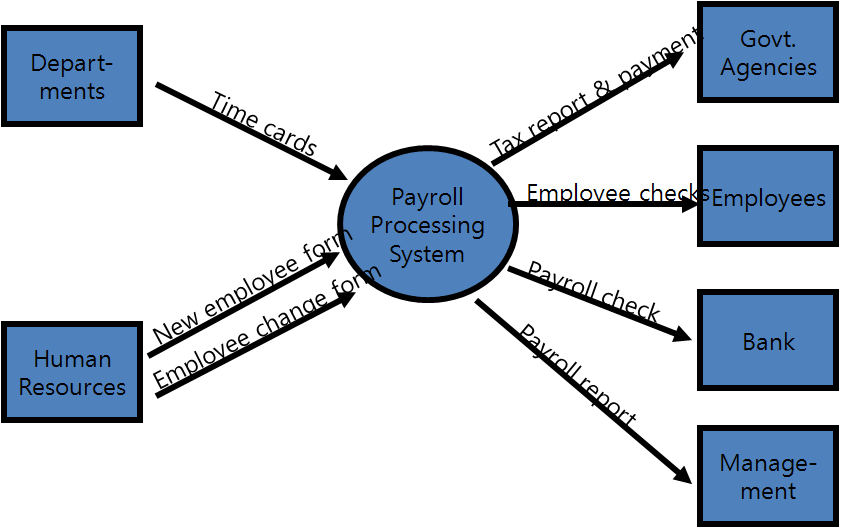 Depart-
ments
Time cards
Human
Resources
New employee form
Employee change form
Payroll
Processing
System
Tax report & payment
Govt.
Agencies
Employee checks
Employees
Payroll check
Bank
Payroll report
Manage-
ment